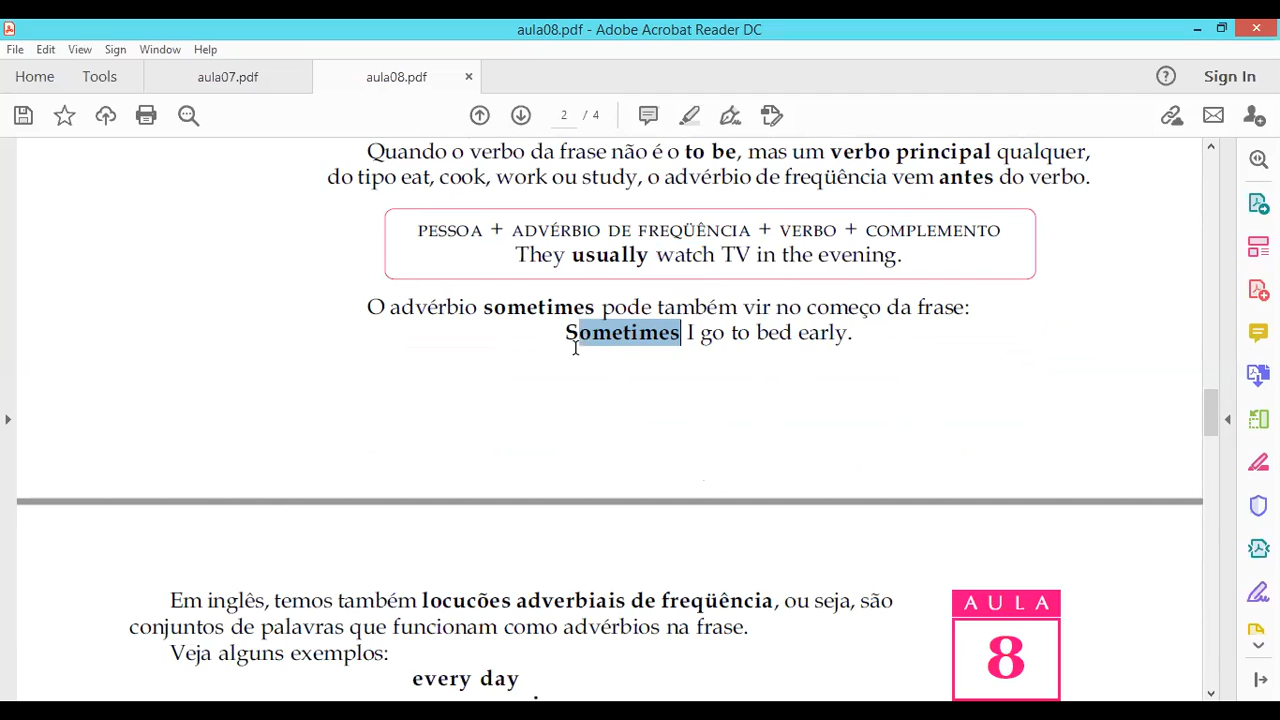 aula08.pdf - Adobe Acrobat Reader DC
File Edit View Sign Window Help
Home Tools aula07.pdf aula08.pdf × Sign In
2 / 4
Quando o verbo da frase não é o to be, mas um verbo principal qualquer,
do tipo eat, cook, work ou study, o advérbio de freqüência vem antes do verbo.
PESSOA + ADVÉRBIO DE FREQÜÊNCIA + VERBO + COMPLEMENTO
They usually watch TV in the evening.
O advérbio sometimes pode também vir no começo da frase:
Sometimes I go to bed early.
Em inglês, temos também locucões adverbiais de freqüência, ou seja, são
conjuntos de palavras que funcionam como advérbios na frase.
Veja alguns exemplos:
every day
AULA
8